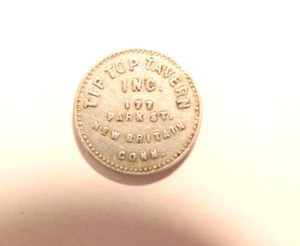 TIP TOP TAVERN
INC.
177
PARK ST.
NEW BRITAIN
CONN.